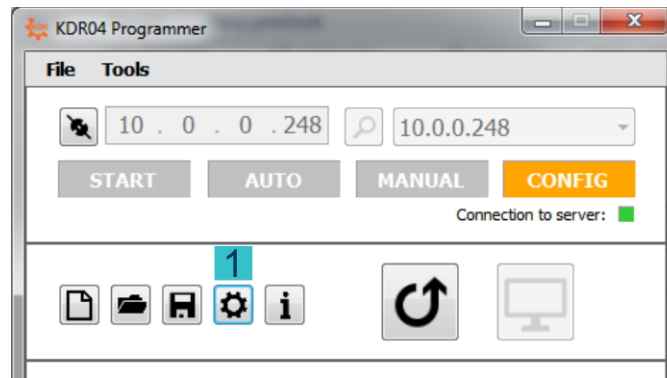 KDR04 Programmer
File Tools
10 . 0 . 0 . 248 10.0.0.248
START AUTO MANUAL CONFIG
Connection to server:
1
i